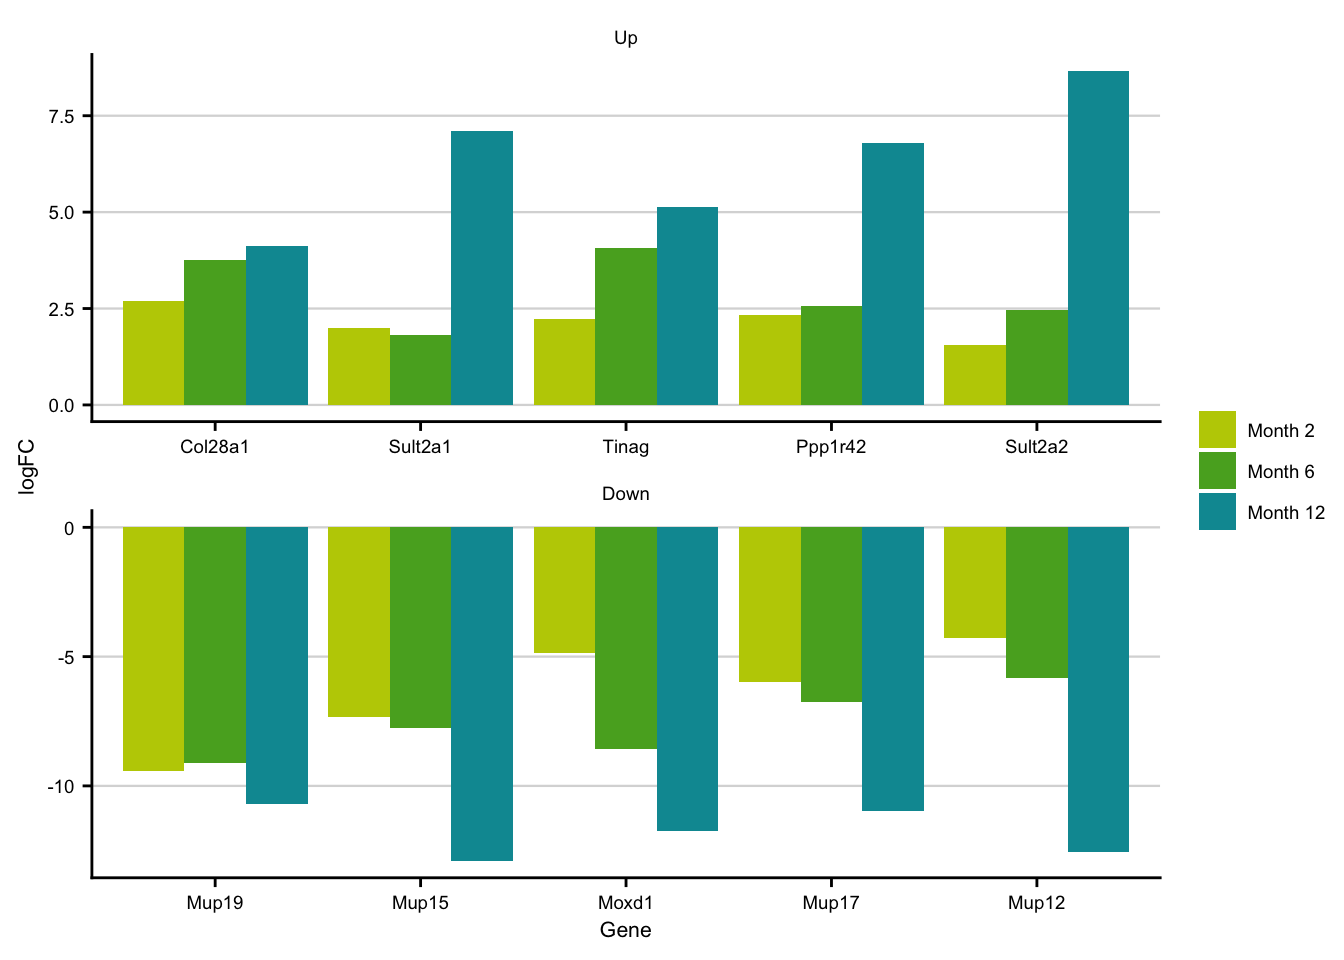 Up
7.5
5.0
2.5
0.0
Col28a1 Sult2a1 Tinag Ppp1r42 Sult2a2
logFC
Down
0
-5
-10
Mup19 Mup15 Moxd1 Mup17 Mup12
Gene
Month 2
Month 6
Month 12